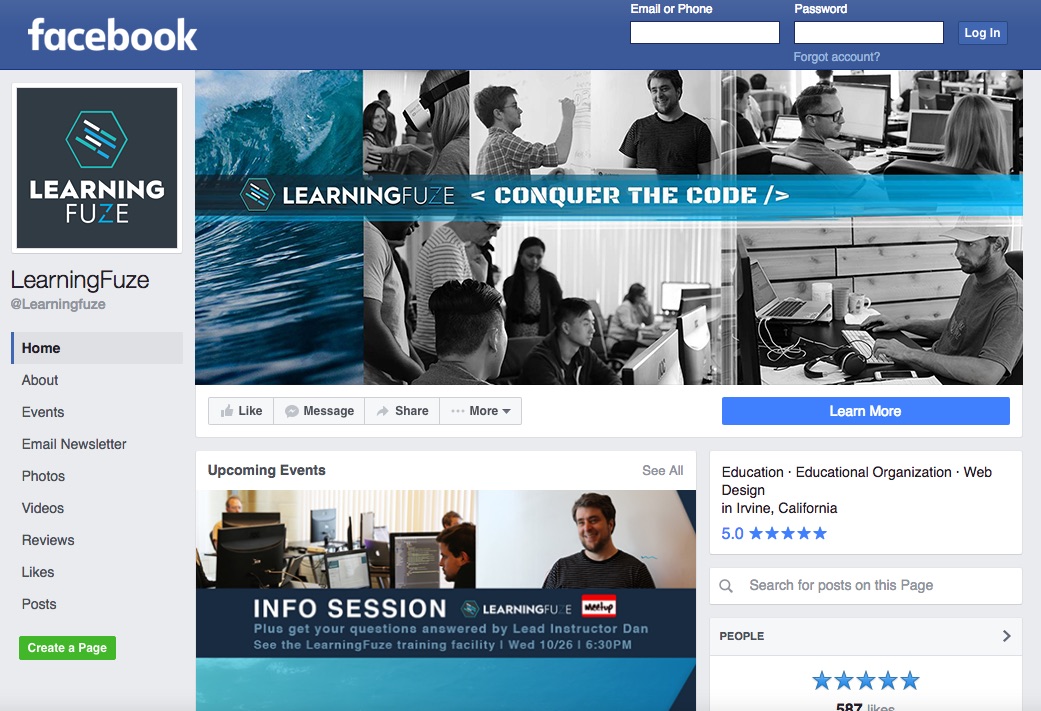 facebook
Email or Phone
Password
Log In
Forgot account?
LEARNING
FUZE
LEARNINGFUZE < CONQUER THE CODE />
LearningFuze
@Learningfuze
Home
About
Events
Email Newsletter
Photos
Videos
Reviews
Likes
Posts
Create a Page
Like
Message
Share
More
Learn More
Upcoming Events
See All
INFO SESSION LEARNINGFUZE meetup
Plus get your questions answered by Lead Instructor Dan
See the LearningFuze training facility | Wed 10/26 | 6:30PM
Education · Educational Organization · Web
Design
in Irvine, California
5.0
Search for posts on this Page
PEOPLE
587 likes